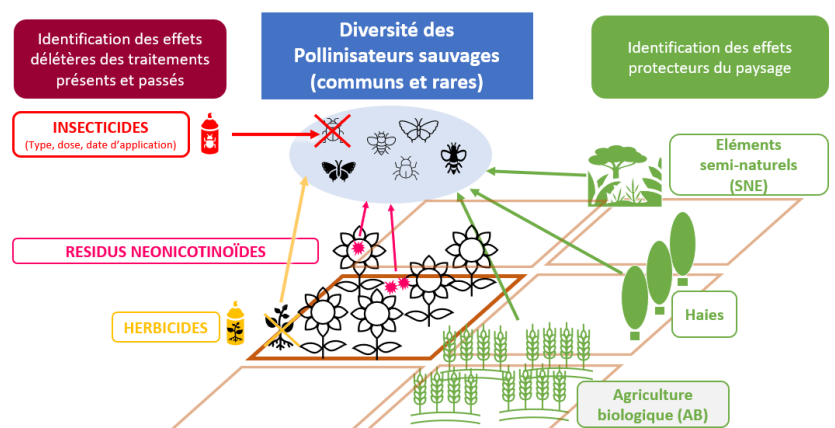 Identification des effets
délétères des traitements
présents et passés
Diversité des
Pollinisateurs sauvages
(communs et rares)
Identification des effets
protecteurs du paysage
INSECTICIDES
(Type, dose, date d'application)
Eléments
semi-naturels
(SNE)
RESIDUS NEONICOTINOÏDES
HERBICIDES
Haies
Agriculture
biologique (AB)